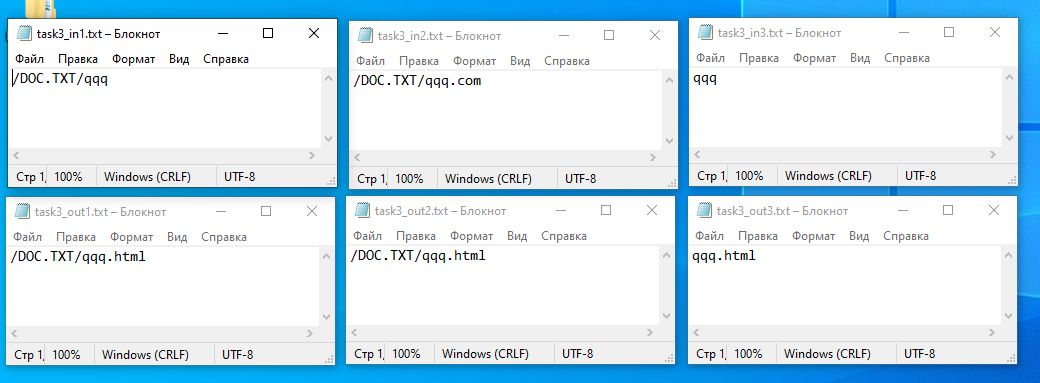 task3_in1.txt – Блокнот
Файл Правка Формат Вид Справка
/DOC.TXT/qqq
Стр 1, 100% Windows (CRLF) UTF-8
task3_in2.txt – Блокнот
Файл Правка Формат Вид Справка
/DOC.TXT/qqq.com
Стр 1, 100% Windows (CRLF) UTF-8
task3_in3.txt – Блокнот
Файл Правка Формат Вид Справка
qqq
Стр 1, 100% Windows (CRLF) UTF-8
task3_out1.txt – Блокнот
Файл Правка Формат Вид Справка
/DOC.TXT/qqq.html
Стр 1, 100% Windows (CRLF) UTF-8
task3_out2.txt – Блокнот
Файл Правка Формат Вид Справка
/DOC.TXT/qqq.html
Стр 1, 100% Windows (CRLF) UTF-8
task3_out3.txt – Блокнот
Файл Правка Формат Вид Справка
qqq.html
Стр 1, 100% Windows (CRLF) UTF-8